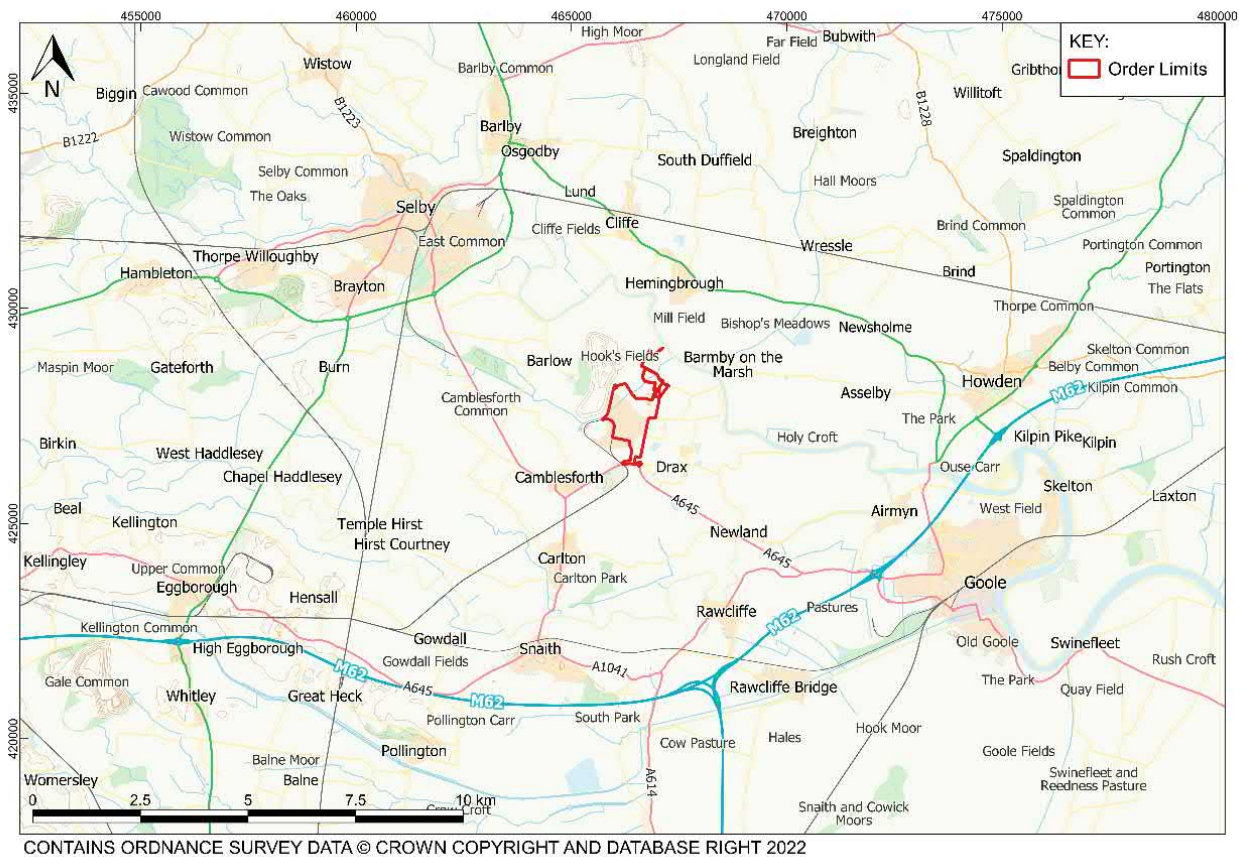 455000 460000 465000 470000 475000 480000
High Moor
Far Field
Bubwith
KEY:
Order Limits
N
Wistow
Barlby Common
Longland Field
435000
Biggin
Cawood Common
B1223
B1228
Willitoft
Barlby
Breighton
B1222
Wistow Common
Osgodby
South Duffield
Spaldington
Selby Common
The Oaks
Lund
Hall Moors
Selby
Spaldington
Common
Cliffe
Cliffe Fields
East Common
Wressle
Brind Common
Portington Common
Thorpe Willoughby
Hambleton
Brind
Portington
Brayton
Hemingbrough
The Flats
430000
Thorpe Common
Mill Field
Bishop's Meadows
Newsholme
Skelton Common
Maspin Moor
Gateforth
Burn
Barlow
Hook's Fields
Barmby on the
Marsh
Belby Common
Howden
Kilpin Common
M62
Asselby
Camblesforth
Common
The Park
Birkin
West Haddlesey
Holy Croft
Kilpin Pike
Kilpin
Chapel Haddlesey
Camblesforth
Drax
Ouse Carr
Skelton
Beal
A645
Airmyn
West Field
Laxton
425000
Kellington
Temple Hirst
Hirst Courtney
Newland
Kellingley
Upper Common
Carlton
A645
Carlton Park
Goole
Eggborough
Hensall
Rawcliffe
Pastures
Kellington Common
Gowdall
M62
Old Goole
Swinefleet
High Eggborough
Gowdall Fields
Snaith
A1041
Rush Croft
M62
A645
M62
Rawcliffe Bridge
The Park
Gale Common
Whitley
Great Heck
Quay Field
Pollington Carr
South Park
Hook Moor
420000
Balne Moor
Pollington
Cow Pasture
Hales
Goole Fields
Womersley
Balne
A614
Swinefleet and
Reedness Pasture
0 2.5 5 7.5 10 km
Snaith and Cowick
Moors
CONTAINS ORDNANCE SURVEY DATA © CROWN COPYRIGHT AND DATABASE RIGHT 2022